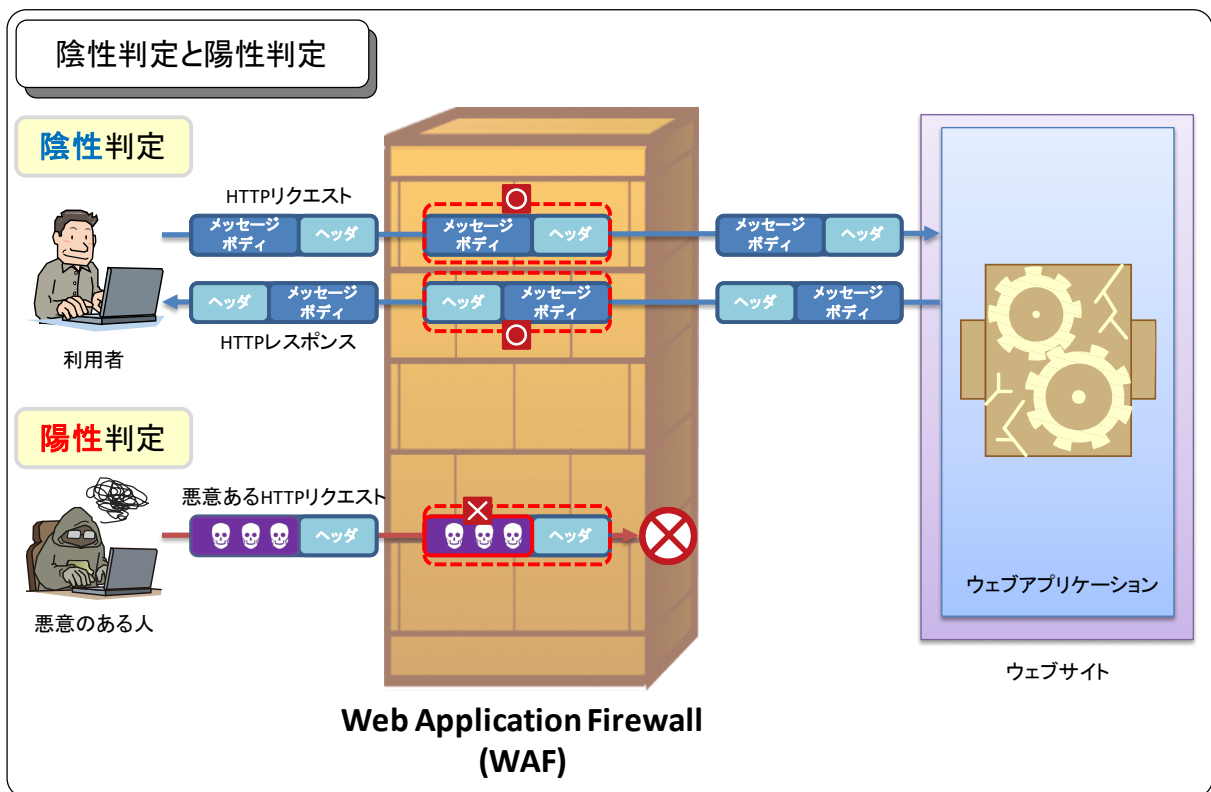 陰性判定と陽性判定
陰性判定
HTTPリクエスト
メッセージ
ボディ
ヘッダ
メッセージ
ボディ
ヘッダ
メッセージ
ボディ
ヘッダ
ヘッダ
メッセージ
ボディ
ヘッダ
メッセージ
ボディ
ヘッダ
メッセージ
ボディ
HTTPレスポンス
利用者
陽性判定
悪意あるHTTPリクエスト
ヘッダ
ヘッダ
悪意のある人
ウェブアプリケーション
ウェブサイト
Web Application Firewall
(WAF)